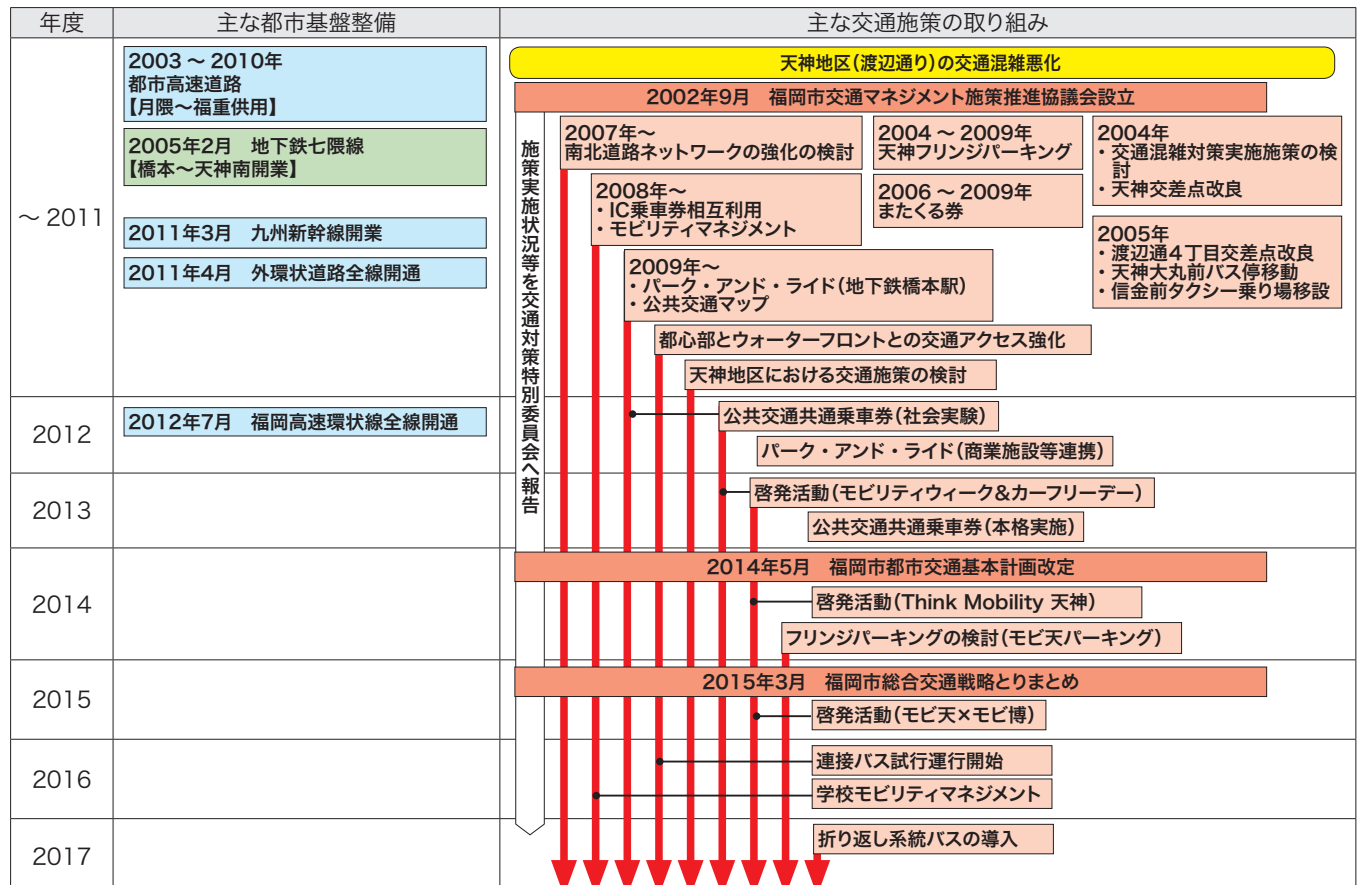 年度
主な都市基盤整備
主な交通施策の取り組み
～2011
2003～2010年
都市高速道路
【月隈～福重供用】
2005年2月　地下鉄七隈線
【橋本～天神南開業】
2011年3月　九州新幹線開業
2011年4月　外環状道路全線開通
天神地区（渡辺通り）の交通混雑悪化
2002年9月　福岡市交通マネジメント施策推進協議会設立
施策実施状況等を交通対策特別委員会へ報告
2007年～
南北道路ネットワークの強化の検討
2004～2009年
天神フリンジパーキング
2004年
・交通混雑対策実施施策の検
討
・天神交差点改良
2008年～
・IC乗車券相互利用
・モビリティマネジメント
2006～2009年
またくる券
2005年
・渡辺通4丁目交差点改良
・天神大丸前バス停移動
・信金前タクシー乗り場移設
2009年～
・パーク・アンド・ライド（地下鉄橋本駅）
・公共交通マップ
都心部とウォーターフロントとの交通アクセス強化
天神地区における交通施策の検討
2012
2012年7月　福岡高速環状線全線開通
公共交通共通乗車券（社会実験）
パーク・アンド・ライド（商業施設等連携）
2013
啓発活動（モビリティウィーク&カーフリーデー）
公共交通共通乗車券（本格実施）
2014
2014年5月　福岡市都市交通基本計画改定
啓発活動（Think Mobility 天神）
フリンジパーキングの検討（モビ天パーキング）
2015
2015年3月　福岡市総合交通戦略とりまとめ
啓発活動（モビ天×モビ博）
2016
連接バス試行運行開始
学校モビリティマネジメント
2017
折り返し系統バスの導入